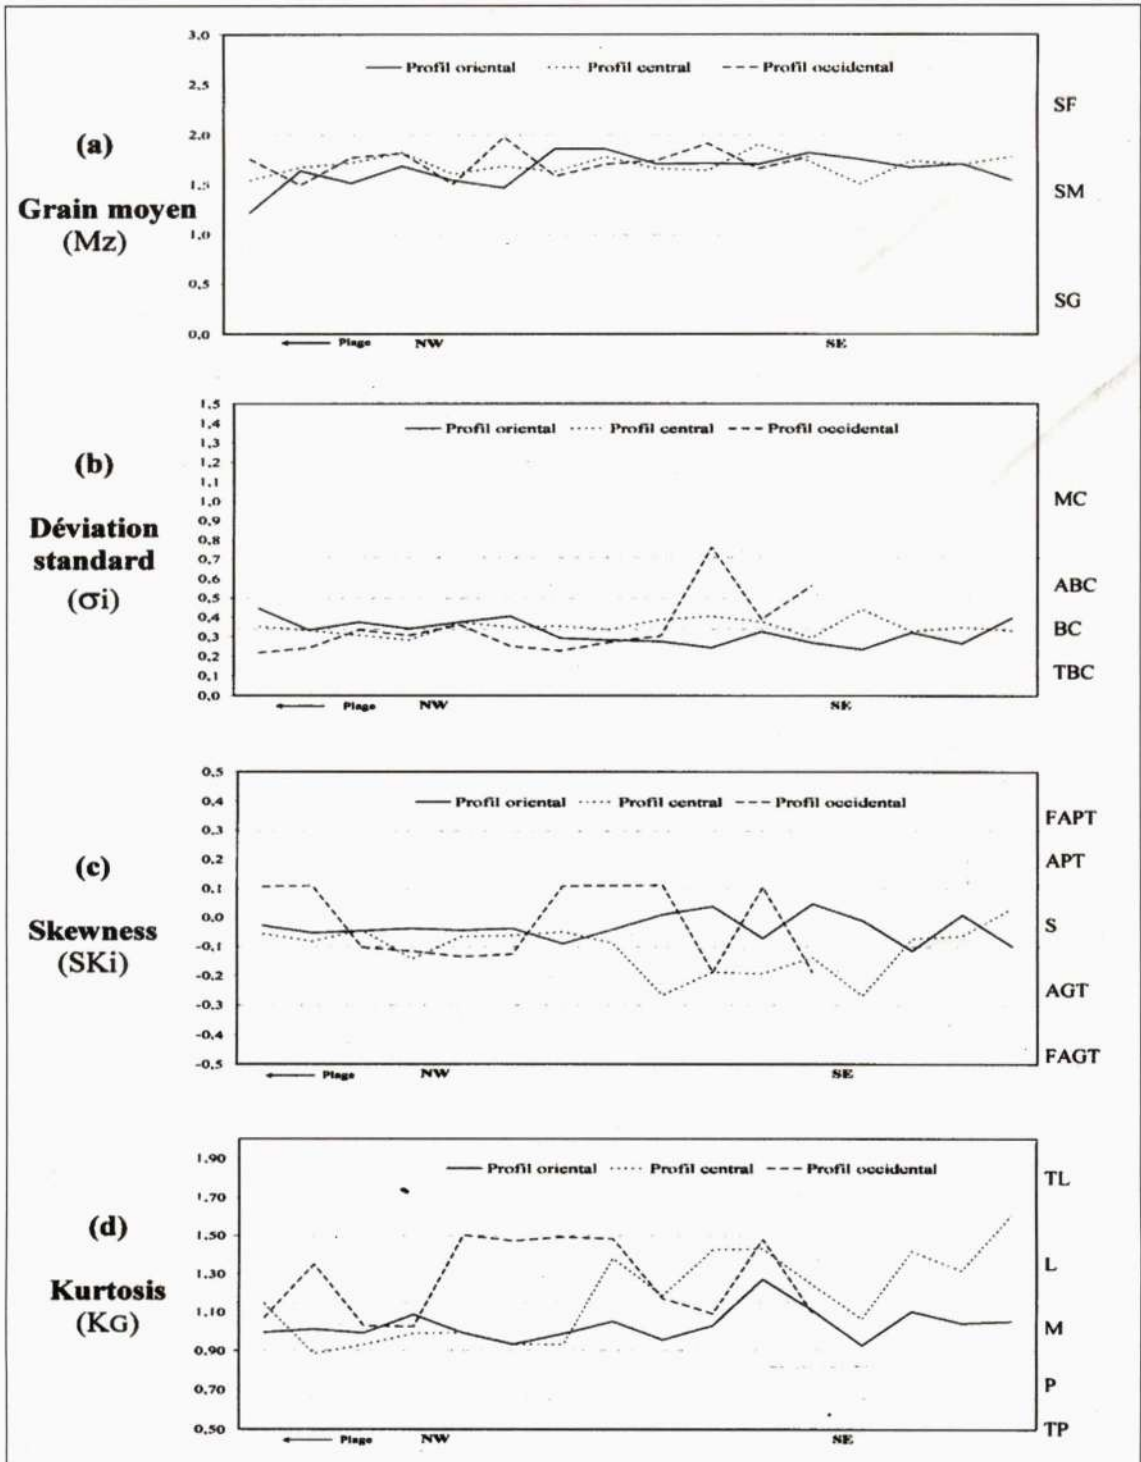 3,0
Profil oriental Profil central Profil occidental
2,5
SF
(a)
2,0
1,5
SM
Grain moyen
(Mz)
1,0
0,5
SG
0,0
Plage NW SE
1,5
1,4
Profil oriental Profil central Profil occidental
1,3
(b)
1,2
1,1
1,0
MC
0,9
Déviation
0,8
standard
0,7
0,6
ABC
(σi)
0,5
0,4
BC
0,3
0,2
TBC
0,1
0,0
Plage NW SE
0,5
0,4
Profil oriental Profil central Profil occidental
FAPT
0,3
(c)
0,2
APT
0,1
0,0
S
Skewness
-0,1
(SKi)
-0,2
AGT
-0,3
-0,4
FAGT
-0,5
Plage NW SE
1,90
Profil oriental Profil central Profil occidental
TL
1,70
(d)
1,50
L
Kurtosis
1,30
(KG)
1,10
M
0,90
P
0,70
TP
0,50
Plage NW SE